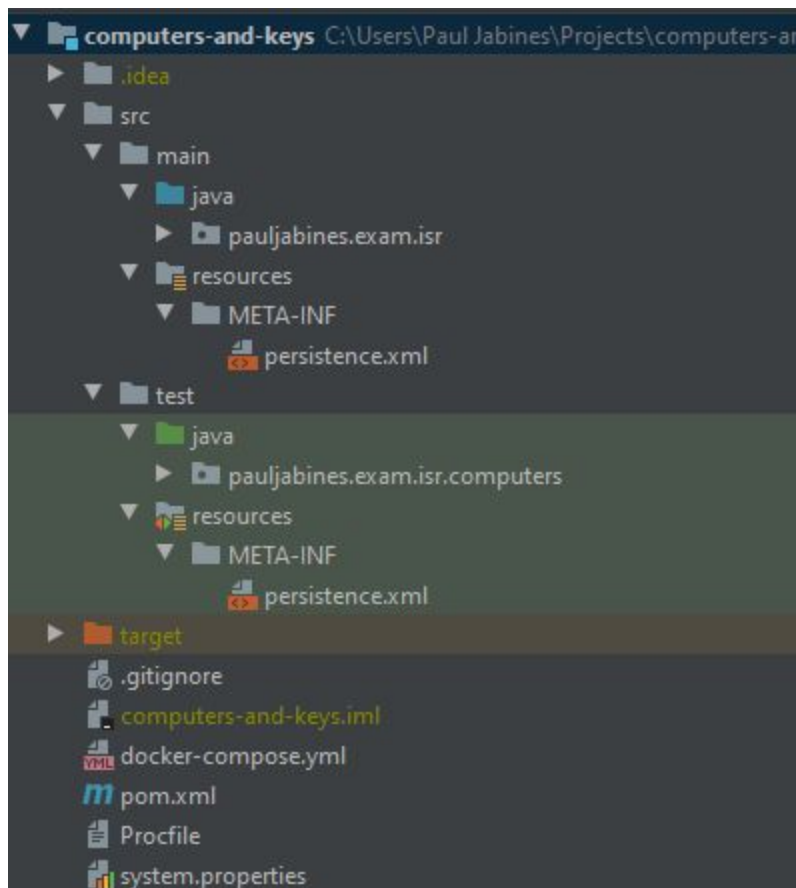 computers-and-keys C:\Users\Paul Jabines\Projects\computers-ar
.idea
src
main
java
pauljabines.exam.isr
resources
META-INF
persistence.xml
test
java
pauljabines.exam.isr.computers
resources
META-INF
persistence.xml
target
.gitignore
computers-and-keys.iml
YML docker-compose.yml
m pom.xml
Procfile
system.properties